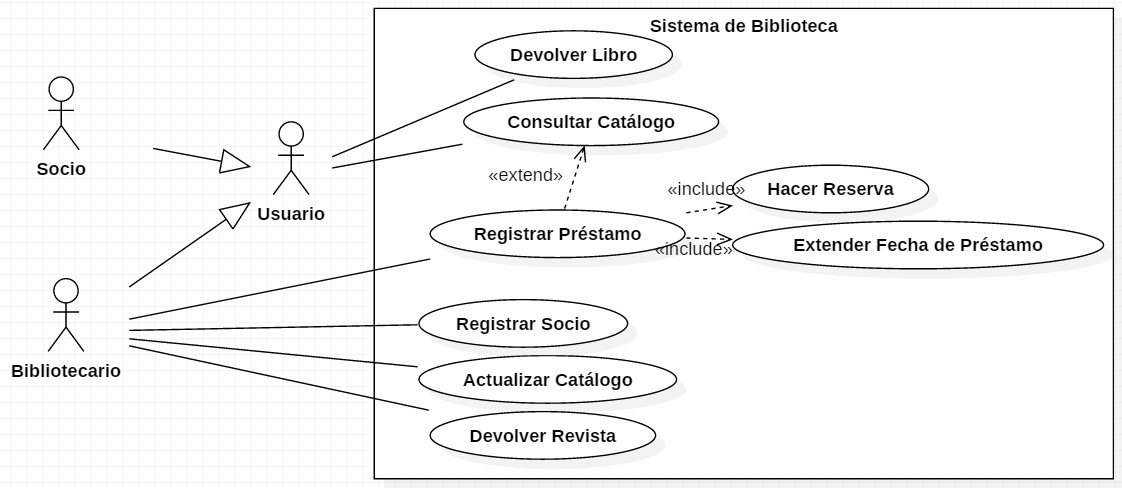 Sistema de Biblioteca
Devolver Libro
Consultar Catálogo
Socio
Usuario
«extend»
«include»
Hacer Reserva
Registrar Préstamo
«include»
Extender Fecha de Préstamo
Registrar Socio
Bibliotecario
Actualizar Catálogo
Devolver Revista